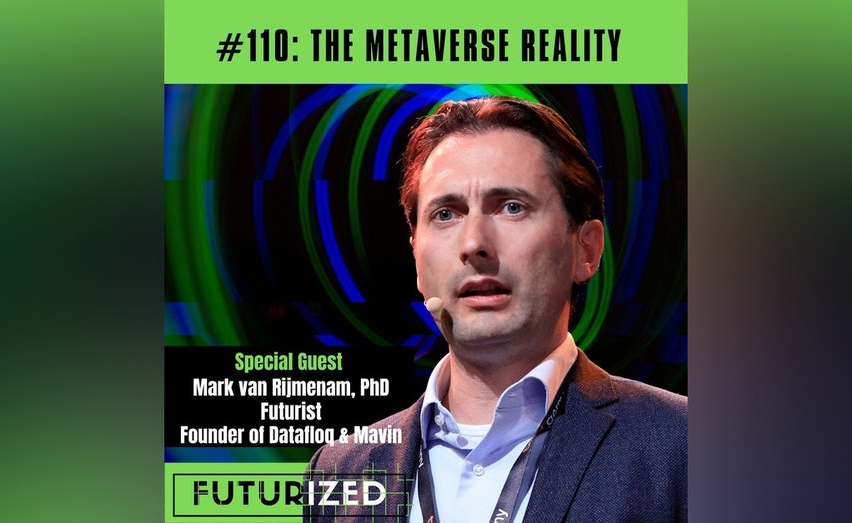 #110: THE METAVERSE REALITY
Special Guest
Mark van Rijmenam, PhD
Futurist
Founder of Datafloq & Mavin
FUTURIZED